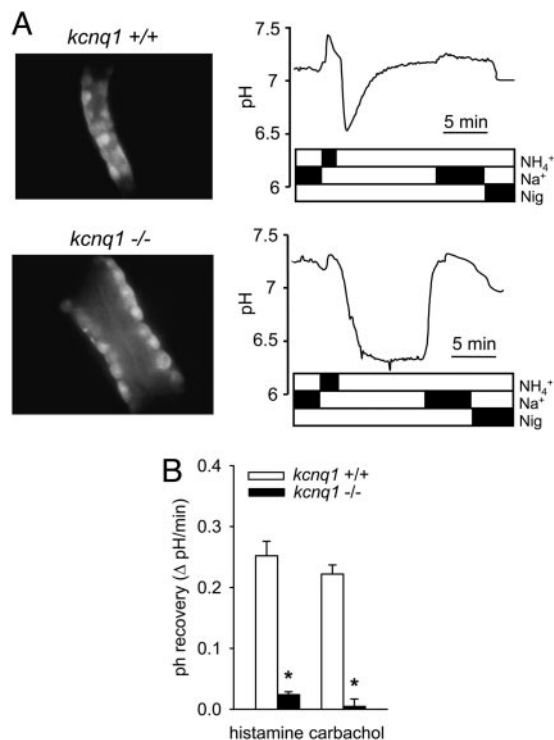 A
kcnq1 +/+
7.5
7
6.5
6
pH
5 min
NH₄⁺
Na⁺
Nig
kcnq1 -/-
7.5
7
6.5
6
pH
5 min
NH₄⁺
Na⁺
Nig
B
0.4
0.3
0.2
0.1
0.0
ph recovery (Δ pH/min)
kcnq1 +/+
kcnq1 -/-
*
*
histamine carbachol